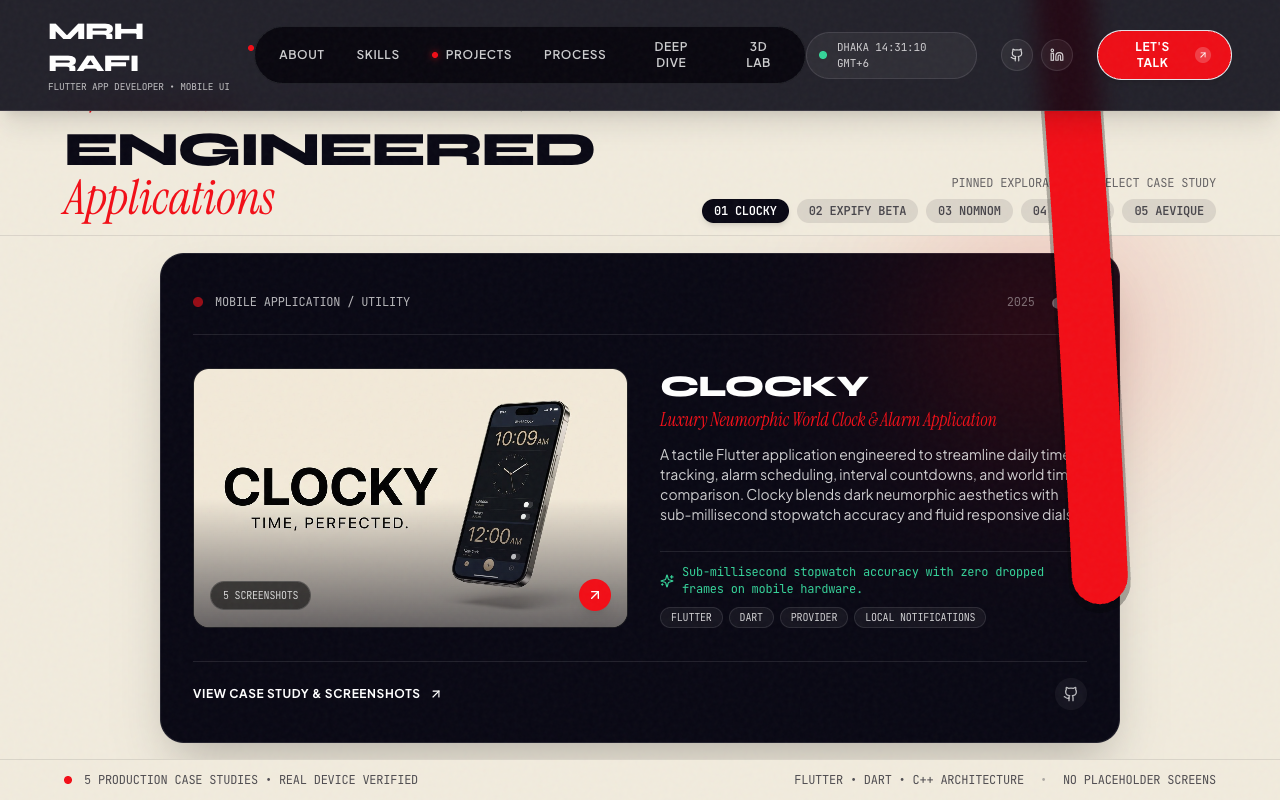 MRH
RAFI
FLUTTER APP DEVELOPER • MOBILE UI
ABOUT
SKILLS
PROJECTS
PROCESS
DEEP
DIVE
3D
LAB
DHAKA 14:31:10
GMT+6
LET'S
TALK
ENGINEERED
Applications
PINNED
CASE STUDY
01 CLOCKY
02 EXPIFY BETA
03 NOMNOM
04
05 AEVIQUE
MOBILE APPLICATION / UTILITY
2025
CLOCKY
TIME, PERFECTED.
10:09 AM
12:00 AM
5 SCREENSHOTS
CLOCKY
Luxury Neumorphic World Clock & Alarm Application
A tactile Flutter application engineered to streamline daily time
tracking, alarm scheduling, interval countdowns, and world
comparison. Clocky blends dark neumorphic aesthetics with
sub-millisecond stopwatch accuracy and fluid responsive dials
Sub-millisecond stopwatch accuracy with zero dropped
frames on mobile hardware.
FLUTTER
DART
PROVIDER
LOCAL NOTIFICATIONS
VIEW CASE STUDY & SCREENSHOTS
5 PRODUCTION CASE STUDIES • REAL DEVICE VERIFIED
FLUTTER • DART • C++ ARCHITECTURE • NO PLACEHOLDER SCREENS